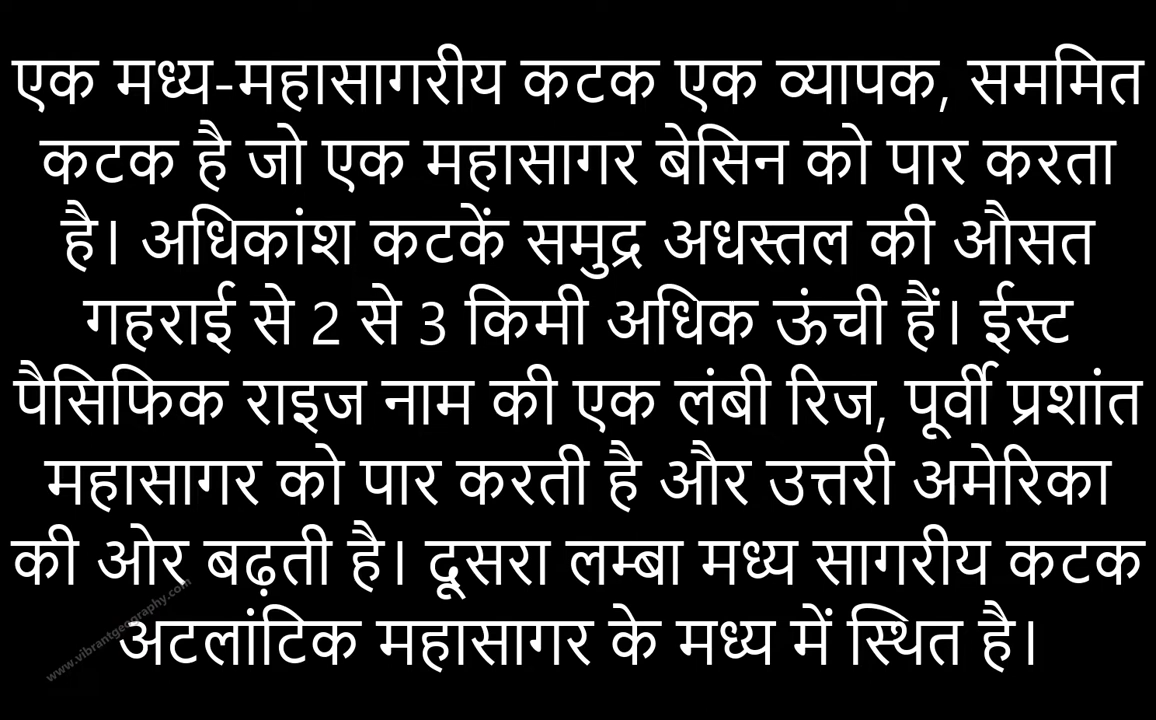 एक मध्य-महासागरीय कटक एक व्यापक, सममित
कटक है जो एक महासागर बेसिन को पार करता
है। अधिकांश कटकें समुद्र अधस्तल की औसत
गहराई से 2 से 3 किमी अधिक ऊंची हैं। ईस्ट
पैसिफिक राइज नाम की एक लंबी रिज, पूर्वी प्रशांत
महासागर को पार करती है और उत्तरी अमेरिका
की ओर बढ़ती है। दूसरा लम्बा मध्य सागरीय कटक
अटलांटिक महासागर के मध्य में स्थित है।
www.vibrantgeography.com